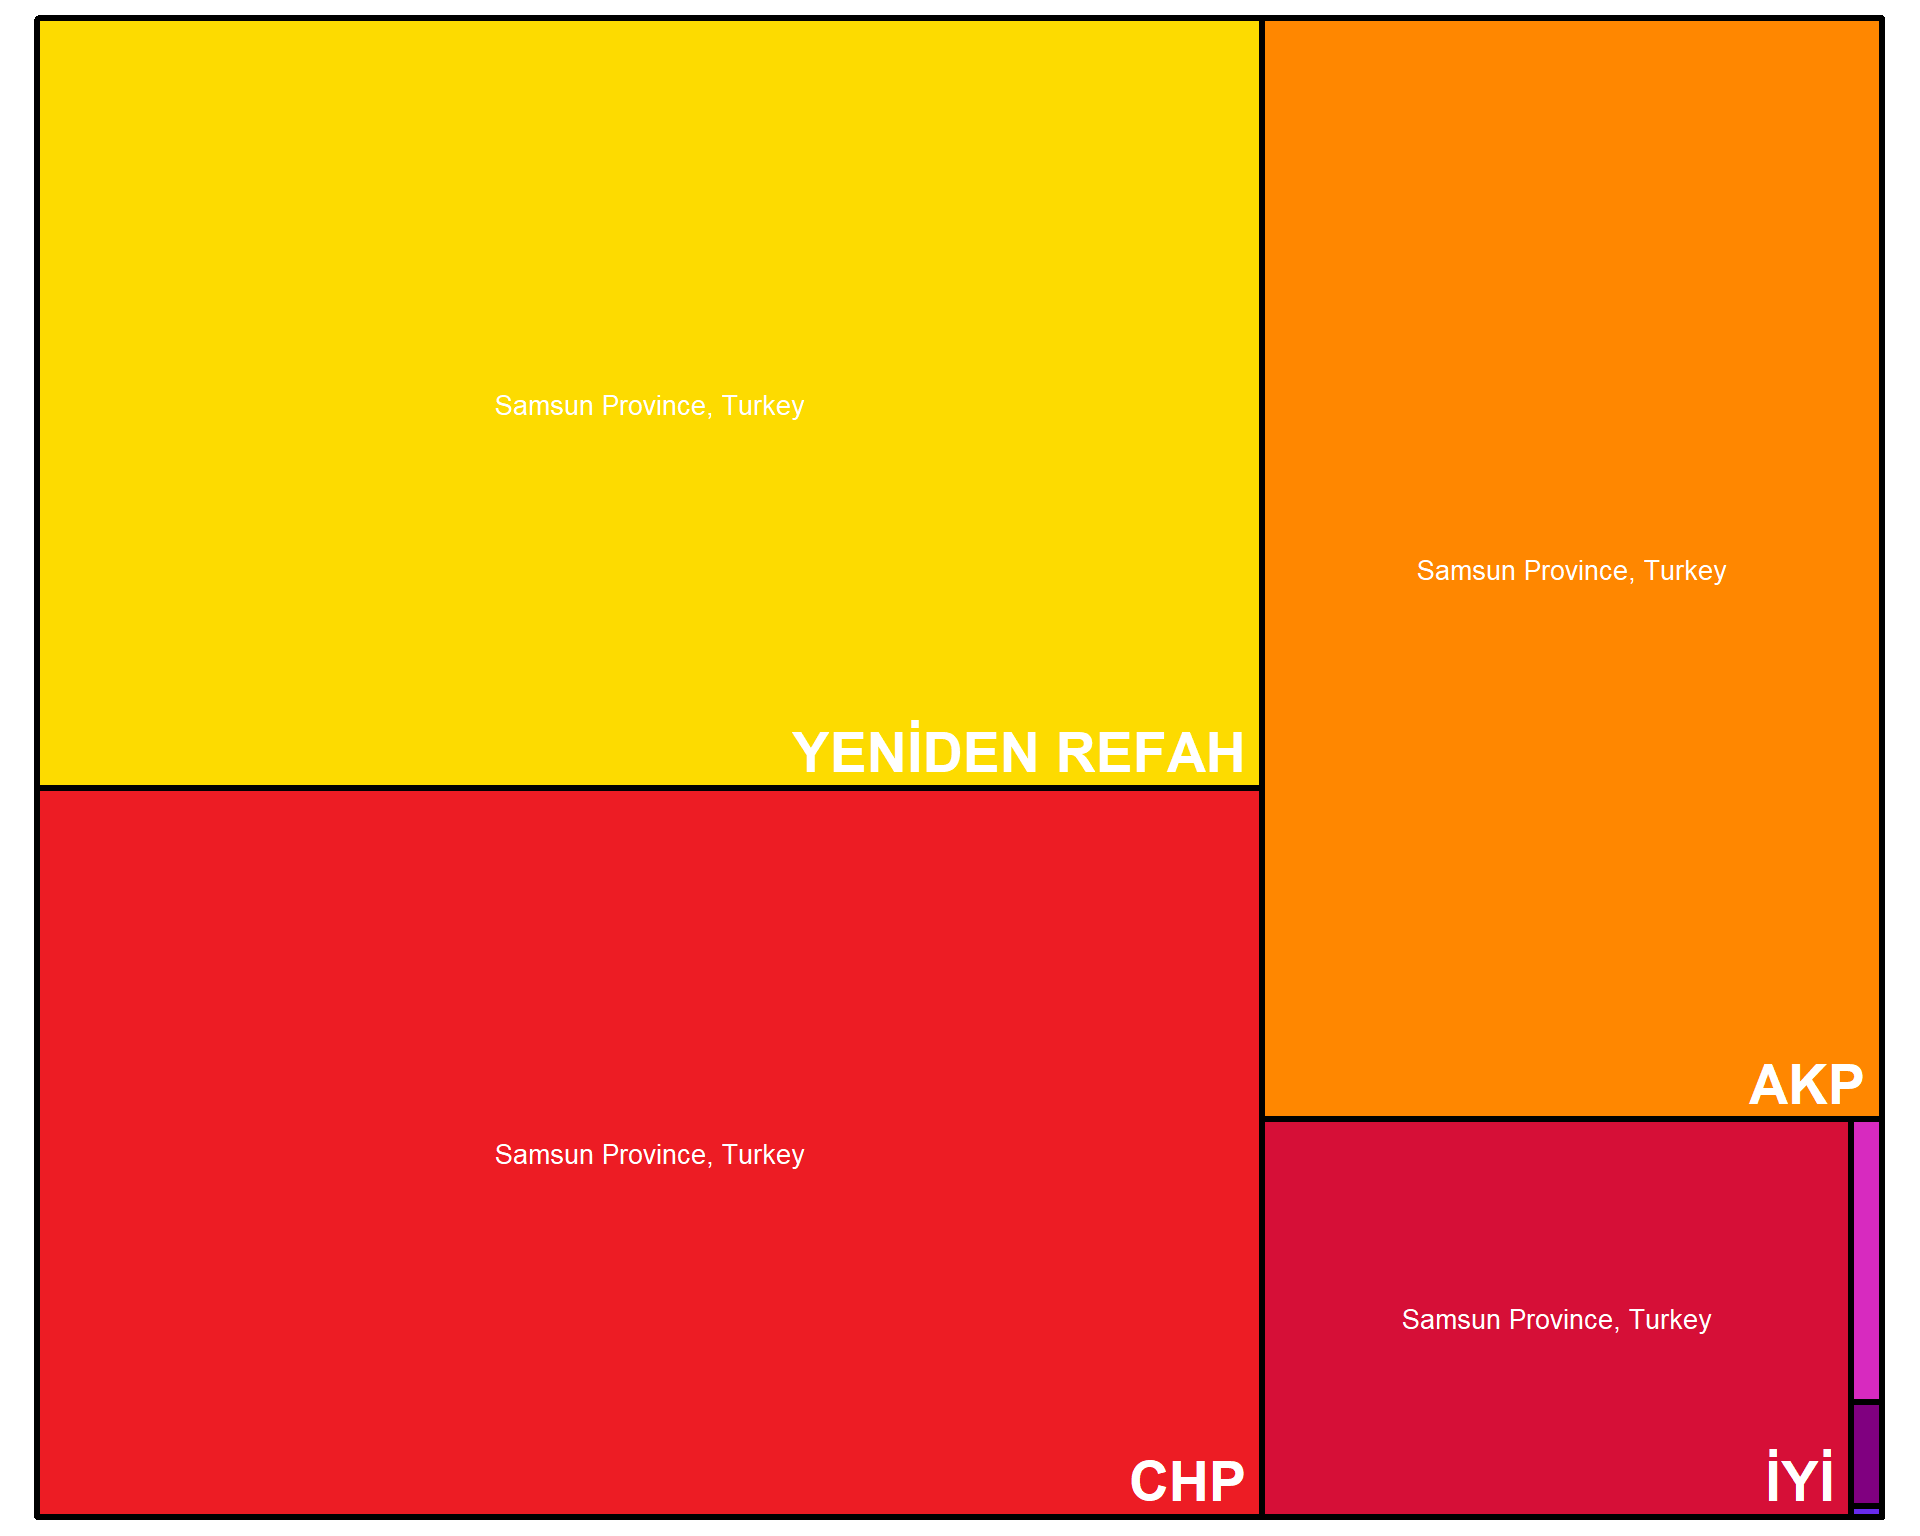 Samsun Province, Turkey
YENİDEN REFAH
Samsun Province, Turkey
AKP
Samsun Province, Turkey
CHP
Samsun Province, Turkey
İYİ